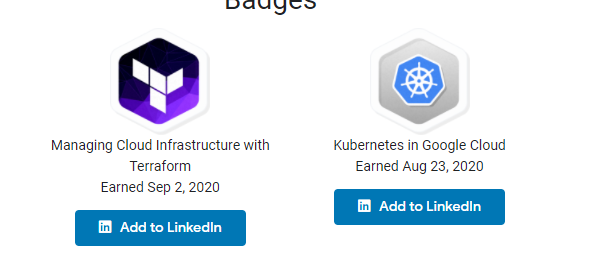 Badges
Managing Cloud Infrastructure with
Terraform
Earned Sep 2, 2020
Add to LinkedIn
Kubernetes in Google Cloud
Earned Aug 23, 2020
Add to LinkedIn